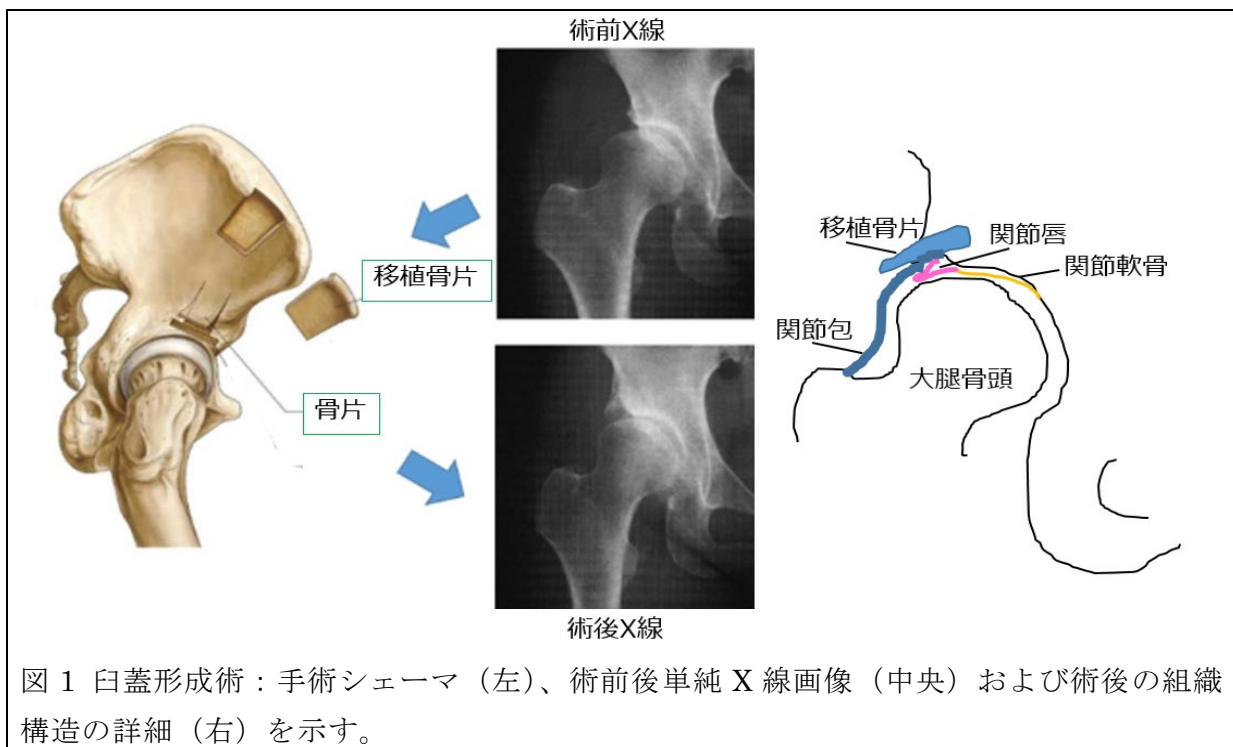 術前X線
移植骨片
骨片
術後X線
移植骨片
関節唇
関節軟骨
関節包
大腿骨頭
図 1 臼蓋形成術：手術シェーマ（左）、術前後単純 X 線画像（中央）および術後の組織
構造の詳細（右）を示す。